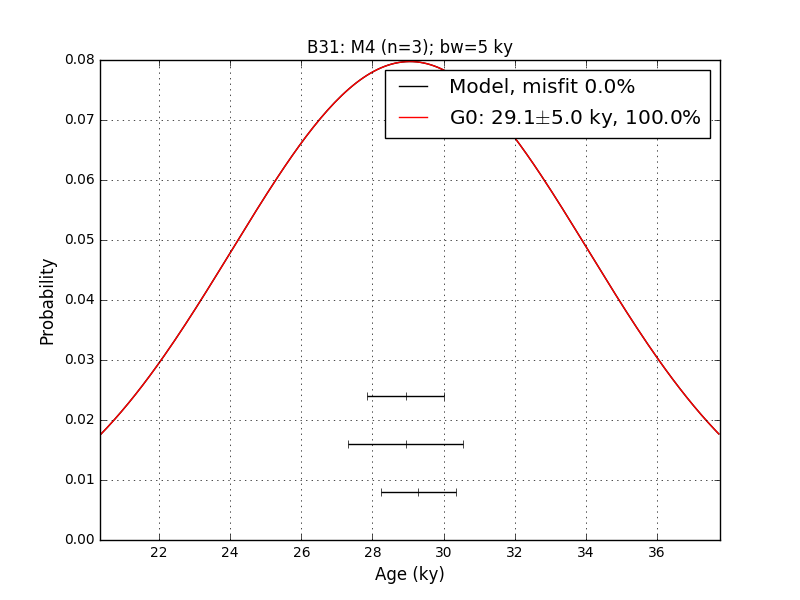 B31: M4 (n=3); bw=5 ky
Model, misfit 0.0%
G0: 29.1±5.0 ky, 100.0%
Probability
0.08
0.07
0.06
0.05
0.04
0.03
0.02
0.01
0.00
22 24 26 28 30 32 34 36
Age (ky)